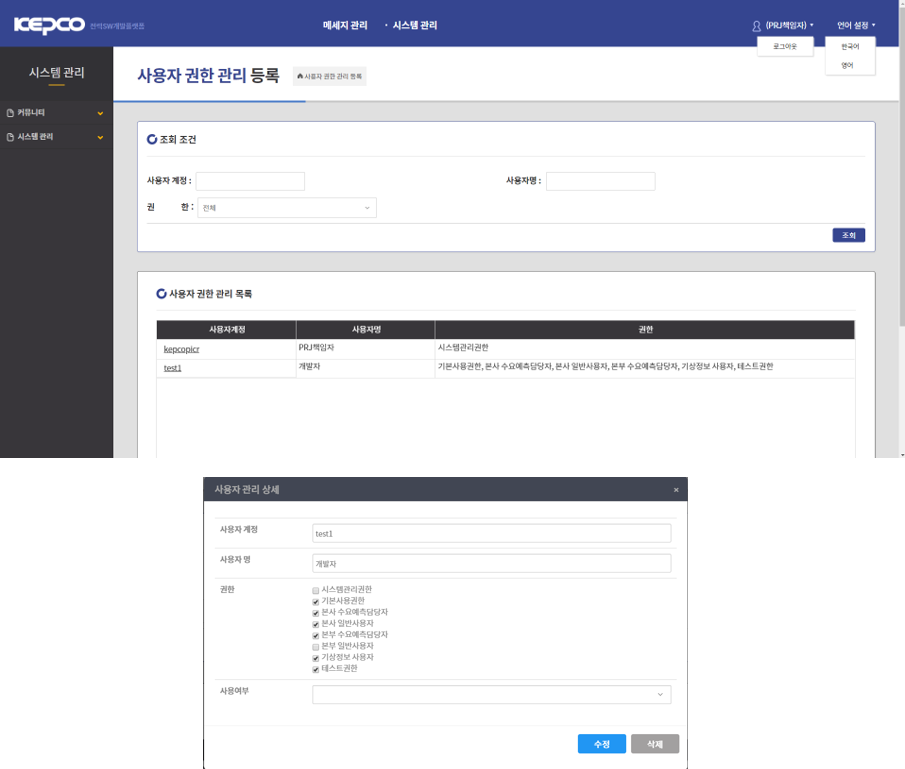 KEPCO 전력SW개발플랫폼
메세지 관리 · 시스템 관리
(PRJ책임자) 언어 설정
로그아웃 한국어
영어
시스템 관리
사용자 권한 관리 등록 사용자 권한 관리 등록
커뮤니티
시스템 관리
조회 조건
사용자 계정 : 사용자명 :
권 한 : 전체
조회
사용자 권한 관리 목록
사용자계정 사용자명 권한
kepcopicr PRJ책임자 시스템관리권한
test1 개발자 기본사용권한, 본사 수요예측담당자, 본사 일반사용자, 본부 수요예측담당자, 기상정보 사용자, 테스트권한
사용자 관리 상세 ×
사용자 계정 test1
사용자 명 개발자
권한 시스템관리권한
기본사용권한
본사 수요예측담당자
본사 일반사용자
본부 수요예측담당자
본부 일반사용자
기상정보 사용자
테스트권한
사용여부
수정 삭제